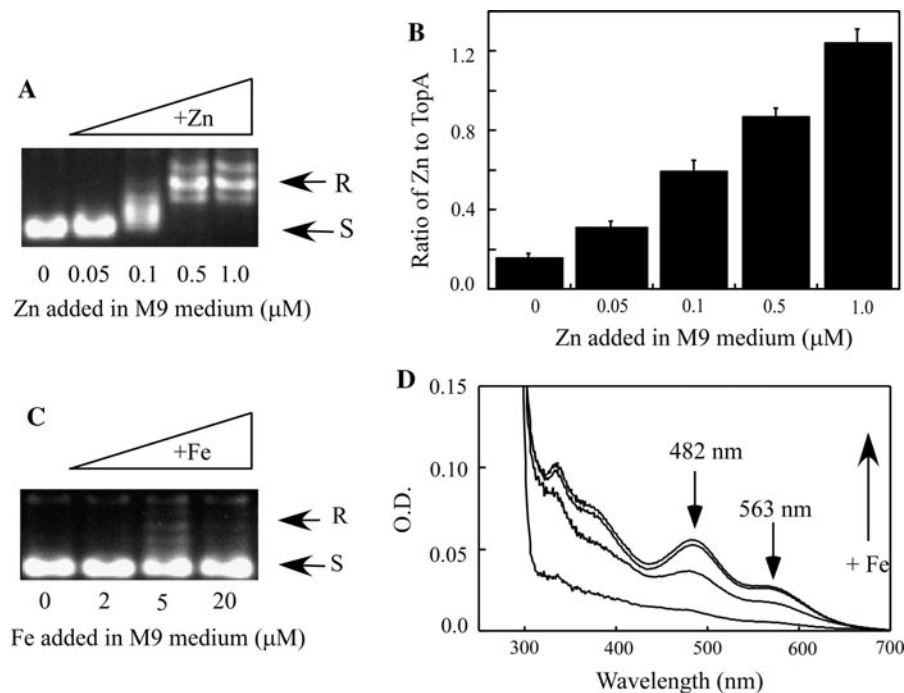 A
+Zn
R
S
0 0.05 0.1 0.5 1.0
Zn added in M9 medium (μM)
B
Ratio of Zn to TopA
1.2
0.8
0.4
0.0
0 0.05 0.1 0.5 1.0
Zn added in M9 medium (μM)
C
+Fe
R
S
0 2 5 20
Fe added in M9 medium (μM)
D
O.D.
0.15
0.10
0.05
0.0
482 nm
563 nm
+ Fe
300 400 500 600 700
Wavelength (nm)